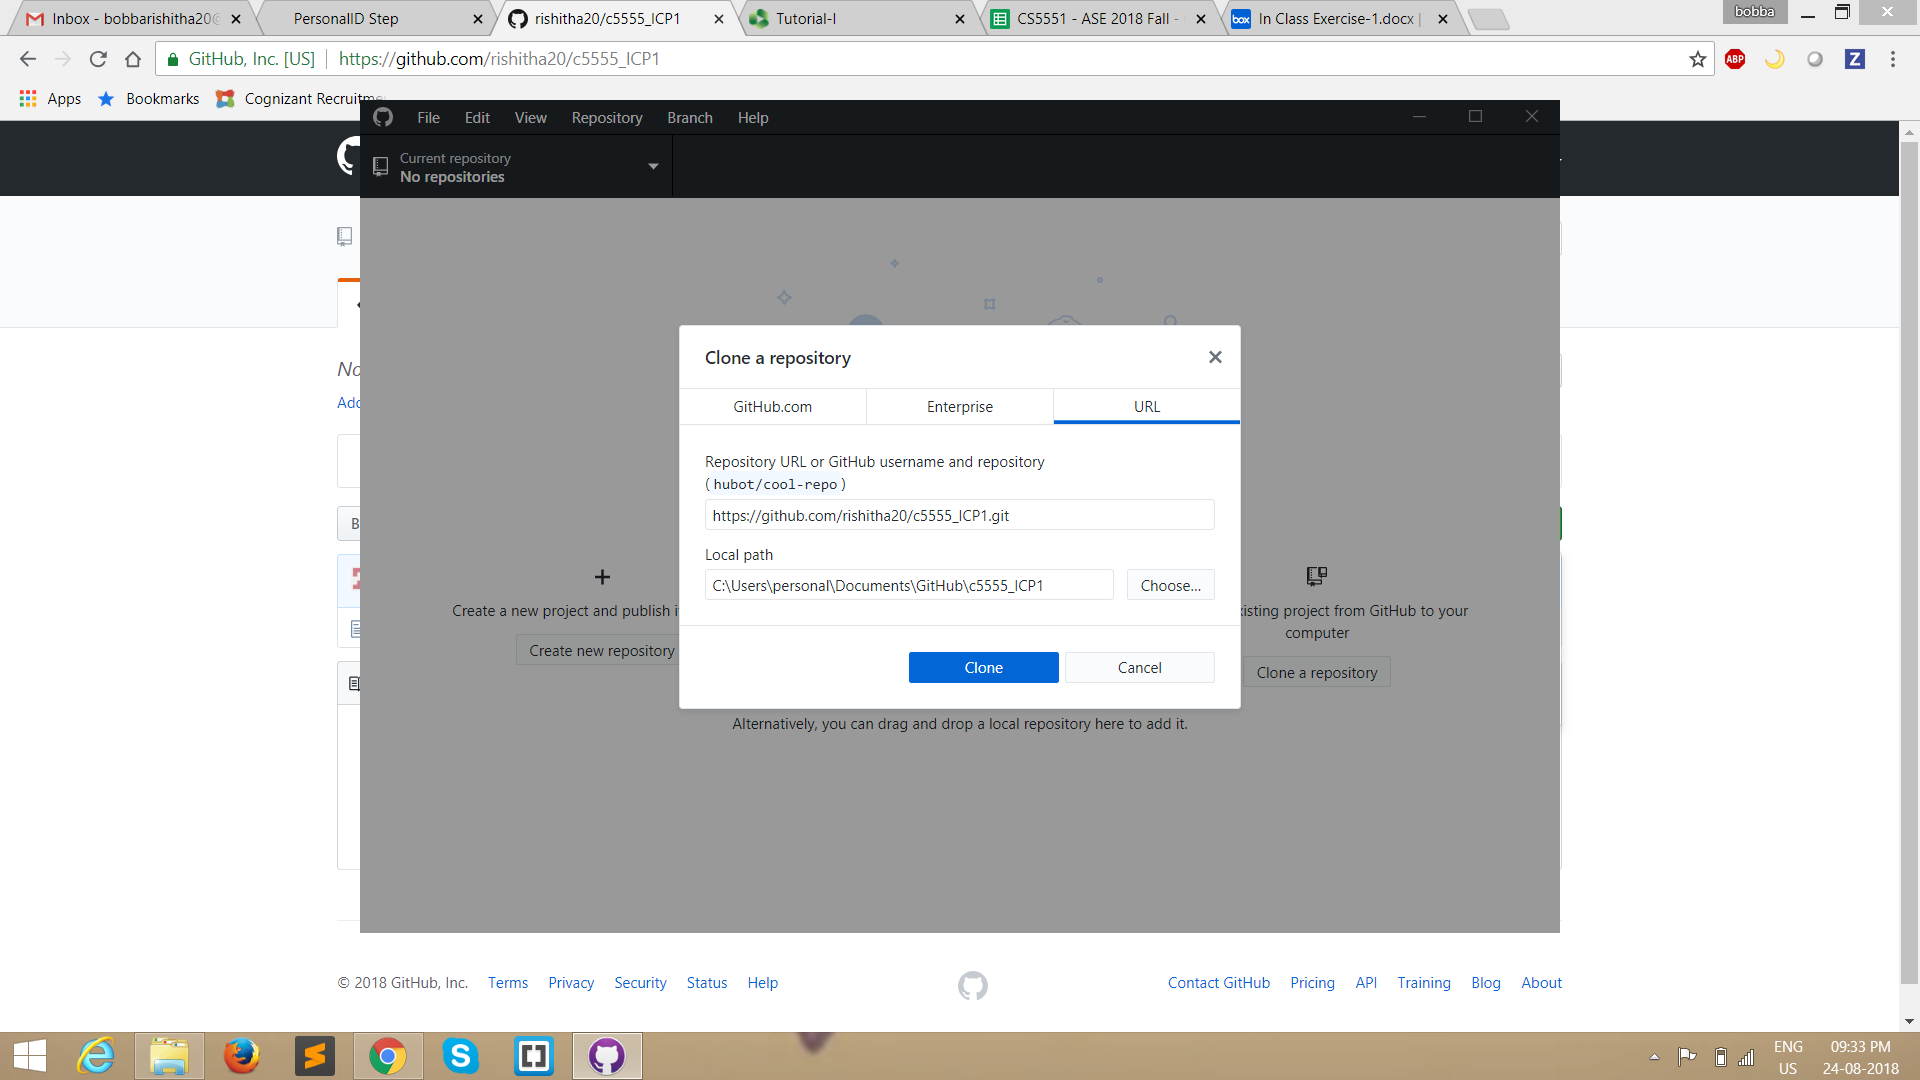 Inbox - bobbarishitha20@
PersonalID Step
rishitha20/c5555_ICP1
Tutorial-I
CS5551 - ASE 2018 Fall -
box
In Class Exercise-1.docx |
bobba
GitHub, Inc. [US]
https://github.com/rishitha20/c5555_ICP1
ABP
Z
Apps
Bookmarks
Cognizant Recruitme
File
Edit
View
Repository
Branch
Help
Current repository
No repositories
No
Add
B
Clone a repository
GitHub.com
Enterprise
URL
Repository URL or GitHub username and repository
(hubot/cool-repo)
https://github.com/rishitha20/c5555_ICP1.git
Local path
C:\Users\personal\Documents\GitHub\c5555_ICP1
Choose...
Clone
Cancel
Create a new project and publish i
Create new repository
xisting project from GitHub to your
computer
Clone a repository
Alternatively, you can drag and drop a local repository here to add it.
© 2018 GitHub, Inc.
Terms
Privacy
Security
Status
Help
Contact GitHub
Pricing
API
Training
Blog
About
ENG
US
09:33 PM
24-08-2018